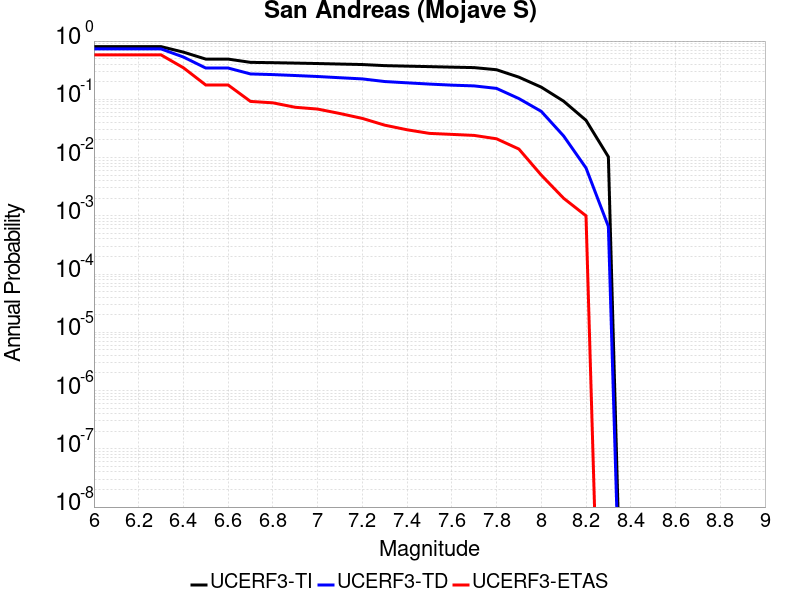 San Andreas (Mojave S)
10^0
10^-1
10^-2
10^-3
10^-4
10^-5
10^-6
10^-7
10^-8
Annual Probability
6 6.2 6.4 6.6 6.8 7 7.2 7.4 7.6 7.8 8 8.2 8.4 8.6 8.8 9
Magnitude
UCERF3-TI UCERF3-TD UCERF3-ETAS